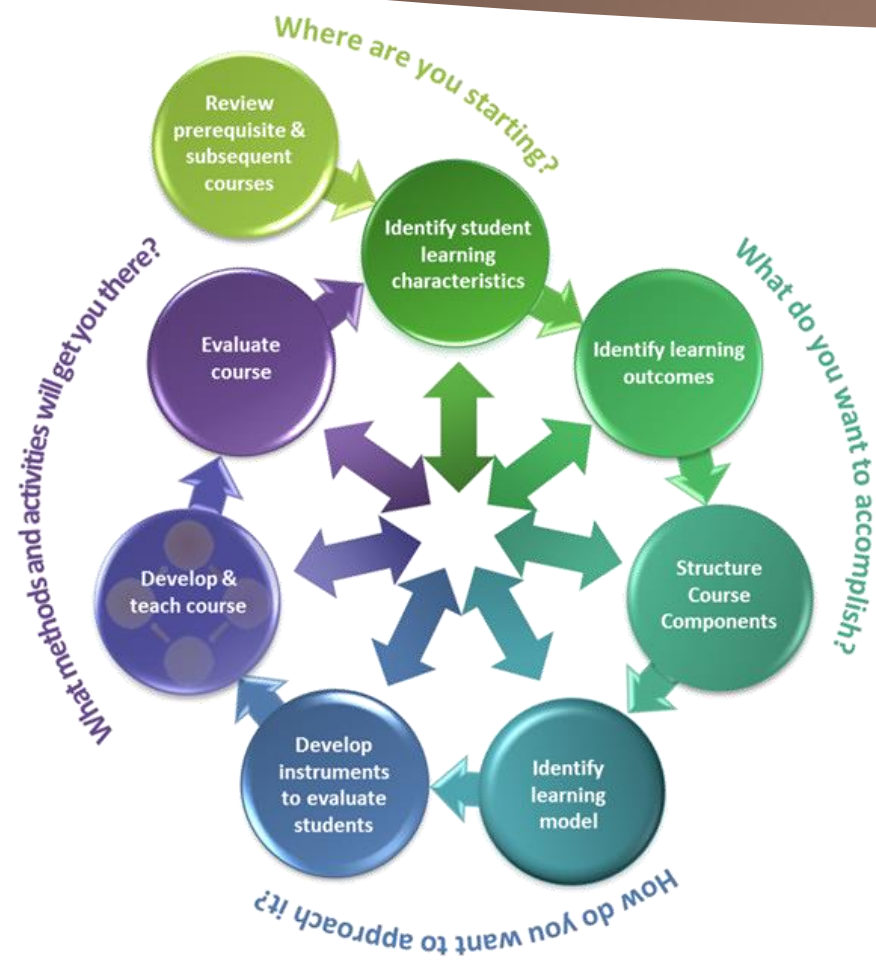 Where are you starting?
Review
prerequisite &
subsequent
courses
Identify student
learning
characteristics
What do you want to accomplish?
Identify learning
outcomes
Structure
Course
Components
How do you want to approach it?
Identify
learning
model
Develop
instruments
to evaluate
students
What methods and activities will get you there?
Develop &
teach course
Evaluate
course